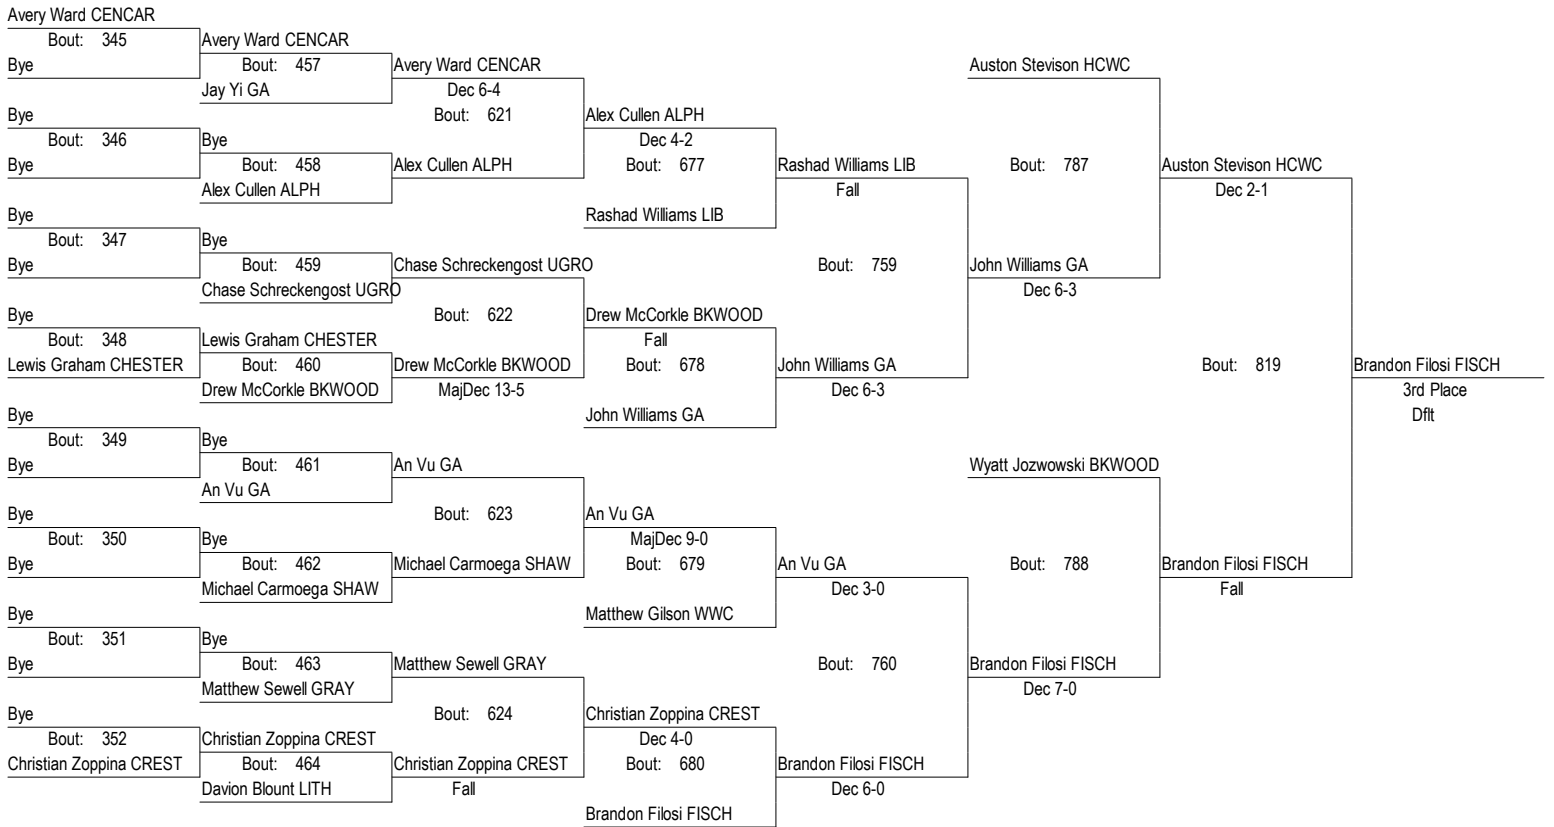 Avery Ward CENCAR
Bout: 345 Avery Ward CENCAR
Bye Bout: 457 Avery Ward CENCAR Auston Stevison HCWC
Jay Yi GA Dec 6-4
Bye Bout: 621 Alex Cullen ALPH
Bout: 346 Bye Dec 4-2
Bye Bout: 458 Alex Cullen ALPH Bout: 677 Rashad Williams LIB Bout: 787 Auston Stevison HCWC
Alex Cullen ALPH Fall Dec 2-1
Bye Rashad Williams LIB
Bout: 347 Bye
Bye Bout: 459 Chase Schreckengost UGRO Bout: 759 John Williams GA
Chase Schreckengost UGRO Dec 6-3
Bye Bout: 622 Drew McCorkle BKWOOD
Bout: 348 Lewis Graham CHESTER Fall
Lewis Graham CHESTER Bout: 460 Drew McCorkle BKWOOD Bout: 678 John Williams GA Bout: 819 Brandon Filosi FISCH
Drew McCorkle BKWOOD MajDec 13-5 Dec 6-3 3rd Place
Bye John Williams GA Dflt
Bout: 349 Bye
Bye Bout: 461 An Vu GA Wyatt Jozwowski BKWOOD
An Vu GA
Bye Bout: 623 An Vu GA
Bout: 350 Bye MajDec 9-0
Bye Bout: 462 Michael Carmoega SHAW Bout: 679 An Vu GA Bout: 788 Brandon Filosi FISCH
Michael Carmoega SHAW Dec 3-0 Fall
Bye Matthew Gilson WWC
Bout: 351 Bye
Bye Bout: 463 Matthew Sewell GRAY Bout: 760 Brandon Filosi FISCH
Matthew Sewell GRAY Dec 7-0
Bye Bout: 624 Christian Zoppina CREST
Bout: 352 Christian Zoppina CREST Dec 4-0
Christian Zoppina CREST Bout: 464 Christian Zoppina CREST Bout: 680 Brandon Filosi FISCH
Davion Blount LITH Fall Dec 6-0
Brandon Filosi FISCH